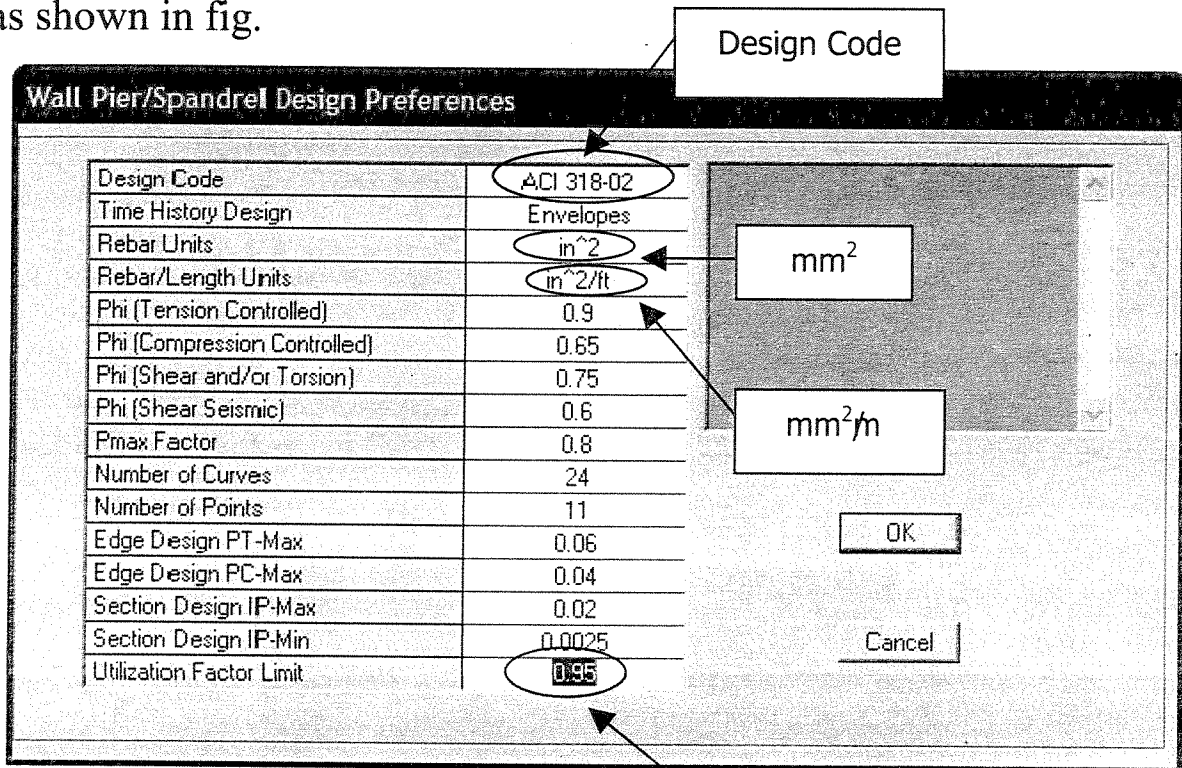 as shown in fig.
Design Code
Wall Pier/Spandrel Design Preferences
Design Code ACI 318-02
Time History Design Envelopes
Rebar Units in^2
mm²
Rebar/Length Units in^2/ft
Phi (Tension Controlled) 0.9
Phi (Compression Controlled) 0.65
Phi (Shear and/or Torsion) 0.75
Phi (Shear Seismic) 0.6
mm²/m
Pmax Factor 0.8
Number of Curves 24
Number of Points 11
Edge Design PT-Max 0.06
OK
Edge Design PC-Max 0.04
Section Design IP-Max 0.02
Section Design IP-Min 0.0025
Cancel
Utilization Factor Limit 0.95